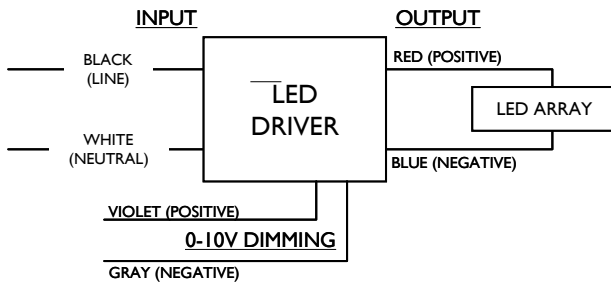 INPUT
OUTPUT
BLACK
(LINE)
RED (POSITIVE)
LED
DRIVER
LED ARRAY
WHITE
(NEUTRAL)
BLUE (NEGATIVE)
VIOLET (POSITIVE)
0-10V DIMMING
GRAY (NEGATIVE)